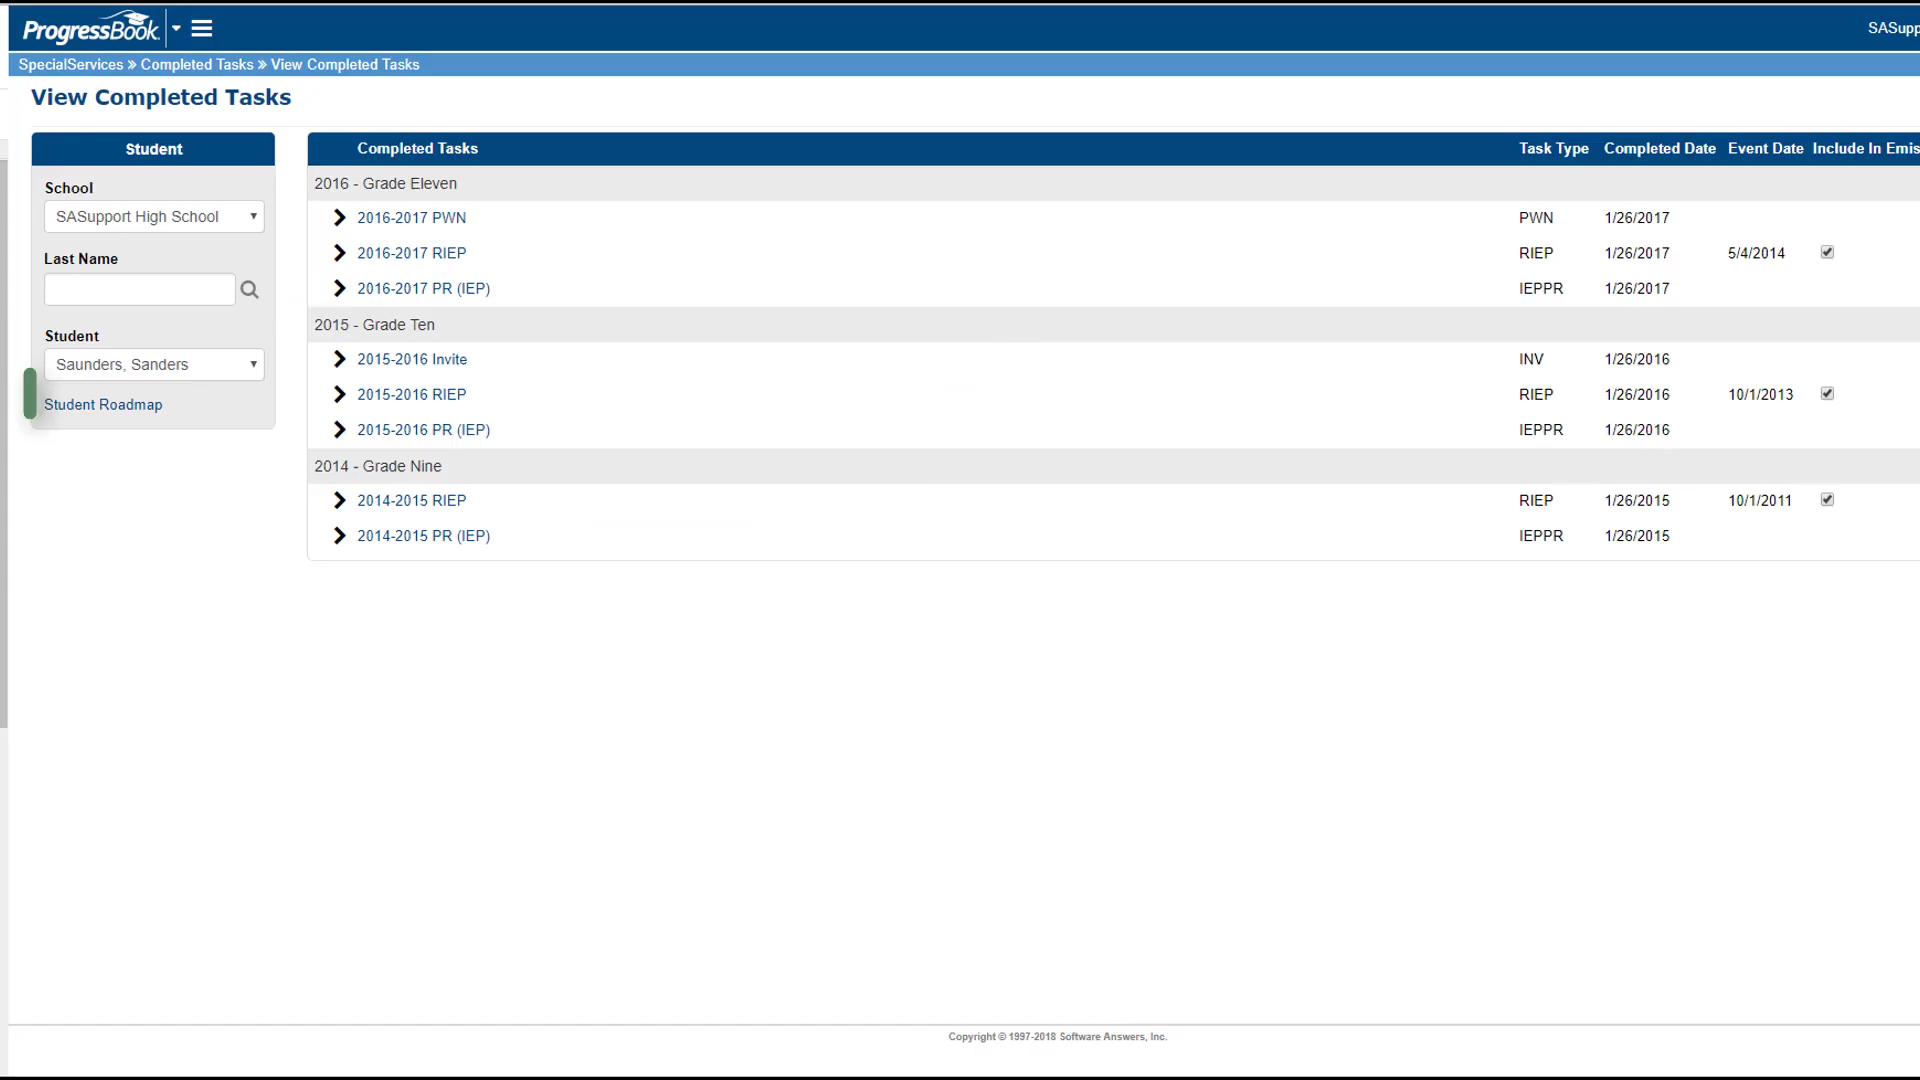 ProgressBook
SASupp
SpecialServices » Completed Tasks » View Completed Tasks
View Completed Tasks
Student
School
SASupport High School
Last Name
Student
Saunders, Sanders
Student Roadmap
Completed Tasks Task Type Completed Date Event Date Include In Emis
2016 - Grade Eleven
2016-2017 PWN PWN 1/26/2017
2016-2017 RIEP RIEP 1/26/2017 5/4/2014
2016-2017 PR (IEP) IEPPR 1/26/2017
2015 - Grade Ten
2015-2016 Invite INV 1/26/2016
2015-2016 RIEP RIEP 1/26/2016 10/1/2013
2015-2016 PR (IEP) IEPPR 1/26/2016
2014 - Grade Nine
2014-2015 RIEP RIEP 1/26/2015 10/1/2011
2014-2015 PR (IEP) IEPPR 1/26/2015
Copyright © 1997-2018 Software Answers, Inc.